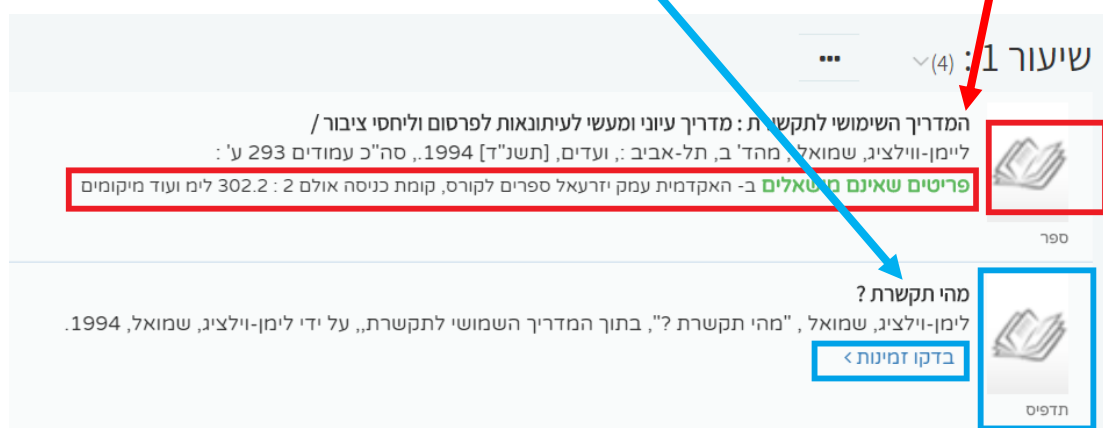 שיעור 1 : (4)
המדריך השימושי לתקשורת : מדריך עיוני ומעשי לעיתונאות לפרסום וליחסי ציבור /
ליימן-ווילציג, שמואל, מהד' ב, תל-אביב :, ועדים, [תשנ"ד] 1994., סה"כ עמודים 293 ע' :
פריטים שאינם מושאלים ב- האקדמית עמק יזרעאל ספרים לקורס, קומת כניסה אולם 2 : 302.2 לימ ועוד מיקומים
ספר
מהי תקשרת ?
לימן-וילציג, שמואל , "מהי תקשרת ?", בתוך המדריך השמושי לתקשרת,, על ידי לימן-וילציג, שמואל, 1994.
בדקו זמינות >
תדפיס